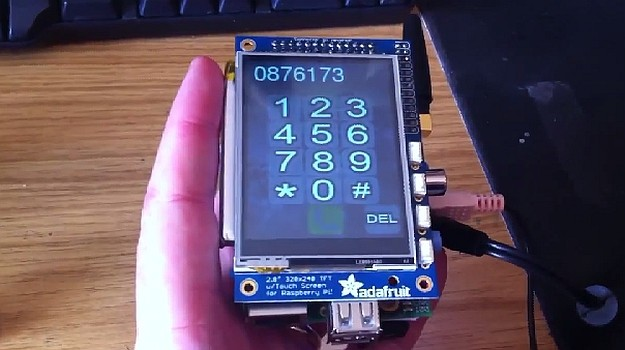 0876173
1 2 3
4 5 6
7 8 9
* 0 #
DEL
2.8" 320x240 TFT
w/Touch Screen
for Raspberry Pi!
adafruit